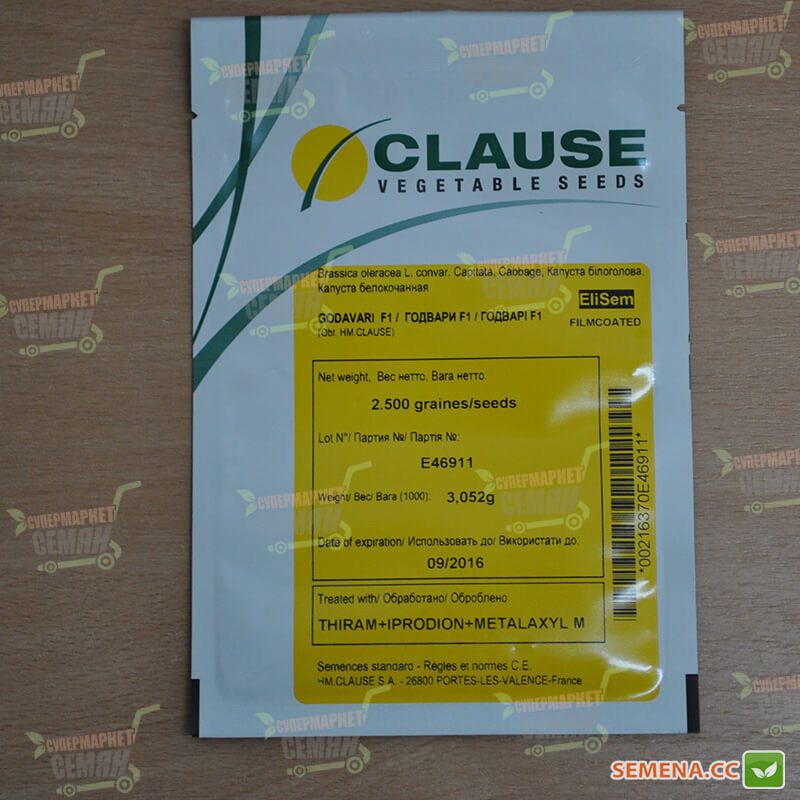 CLAUSE
VEGETABLE SEEDS
Brassica oleracea L. convar. Capitata, Cabbage, Капуста білоголова,
Капуста белокочанная
EliSem
FILMCOATED
GODAVARI F1 / ГОДВАРИ F1 / ГОДВАРІ F1
(Obt. HM.CLAUSE)
Net weight, Вес нетто, Вага нетто:
2.500 graines/seeds
Lot N°/ Партия №/ Партія №:
E46911
Weight/ Вес/ Вага (1000): 3,052g
Date of expiration/ Использовать до/ Використати до:
09/2016
*00216370E46911*
Treated with/ Обработано/ Оброблено:
THIRAM+IPRODION+METALAXYL M
Semences standard - Règles et normes C.E.
HM.CLAUSE S.A. - 26800 PORTES-LES-VALENCE-France
СУПЕРМАРКЕТ
СЕМЯН
SEMENA.CC